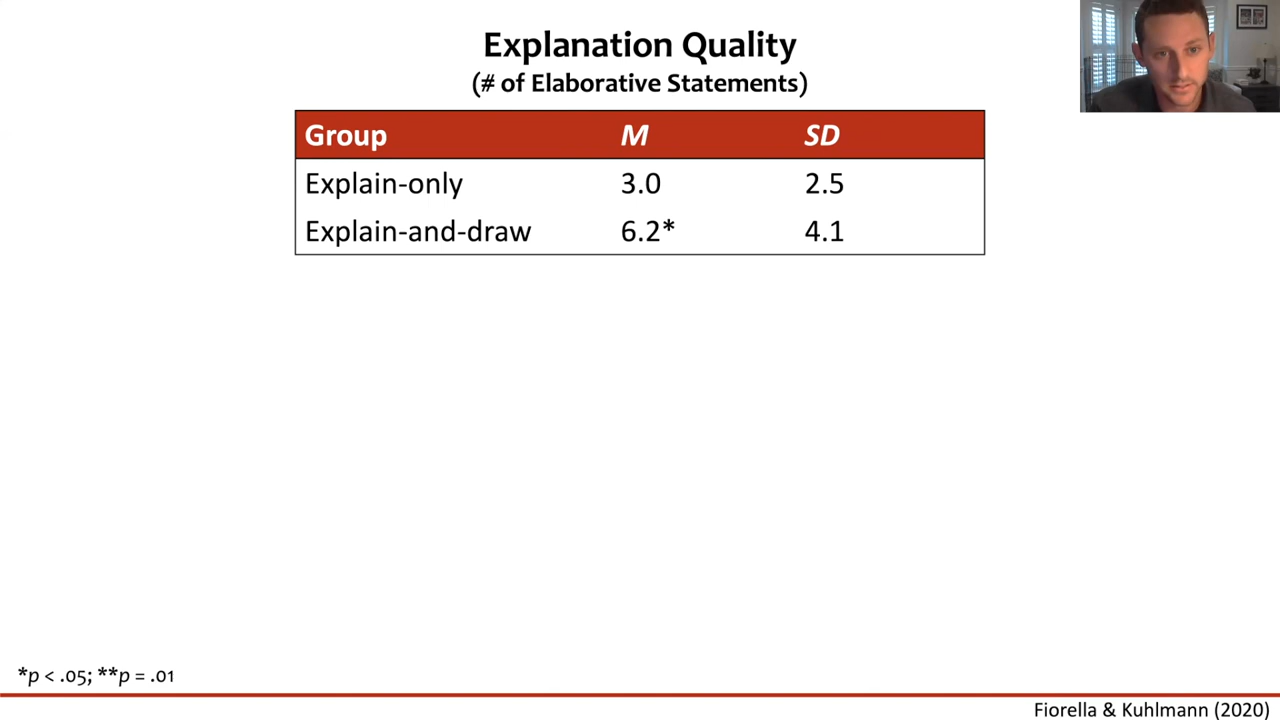 Explanation Quality
(# of Elaborative Statements)
Group M SD
Explain-only 3.0 2.5
Explain-and-draw 6.2* 4.1
*p < .05; **p = .01
Fiorella & Kuhlmann (2020)